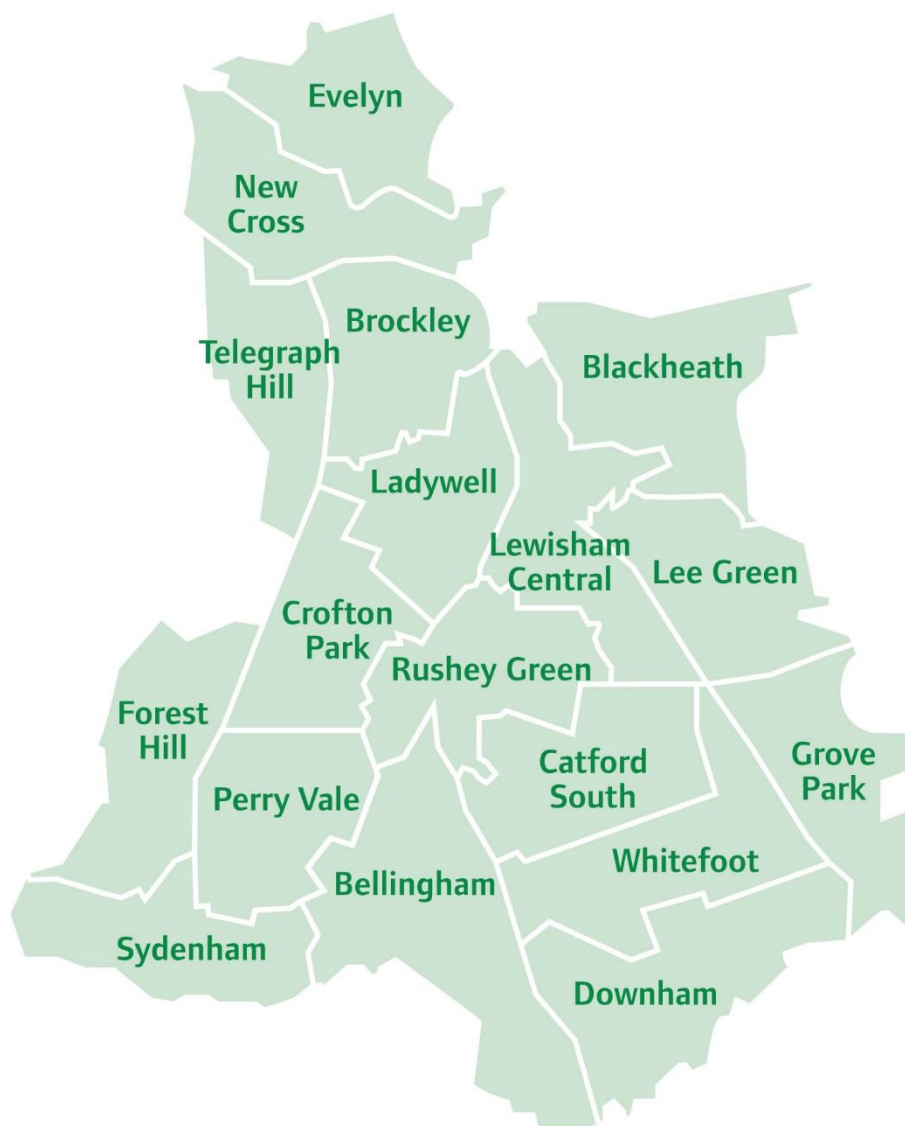 Evelyn
New
Cross
Brockley
Telegraph
Hill
Blackheath
Ladywell
Lewisham
Central
Lee Green
Crofton
Park
Rushey Green
Forest
Hill
Catford
South
Grove
Park
Perry Vale
Whitefoot
Bellingham
Sydenham
Downham